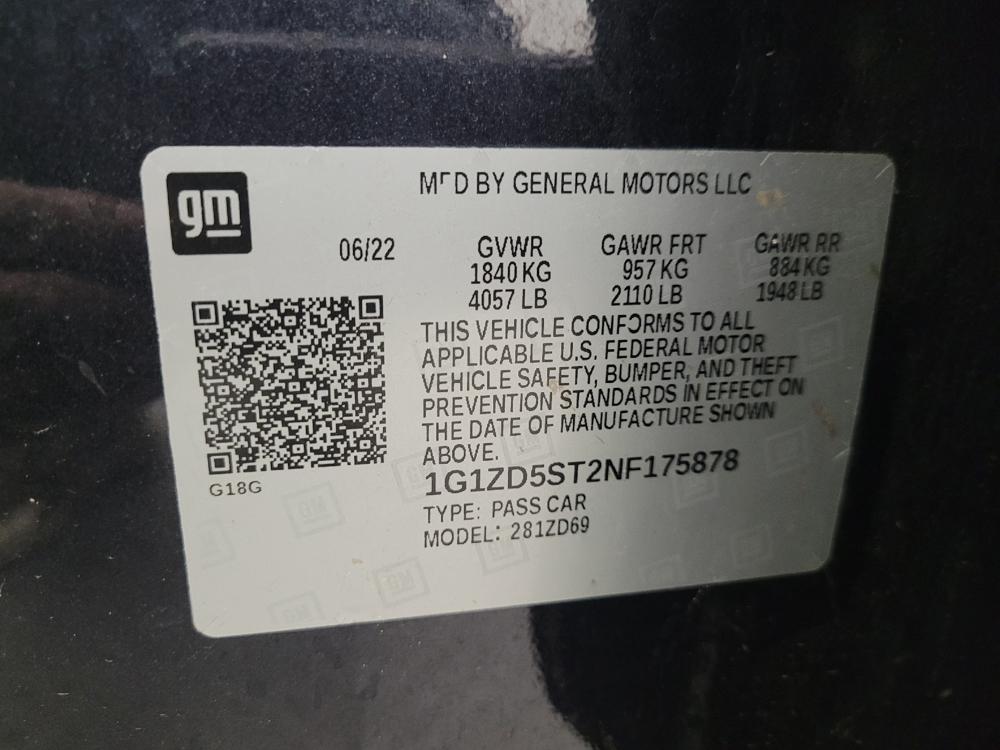 gm
MFD BY GENERAL MOTORS LLC
06/22 GVWR GAWR FRT GAWR RR
1840 KG 957 KG 884 KG
4057 LB 2110 LB 1948 LB
THIS VEHICLE CONFORMS TO ALL
APPLICABLE U.S. FEDERAL MOTOR
VEHICLE SAFETY, BUMPER, AND THEFT
PREVENTION STANDARDS IN EFFECT ON
THE DATE OF MANUFACTURE SHOWN
ABOVE.
1G1ZD5ST2NF175878
TYPE: PASS CAR
MODEL: 281ZD69
G18G